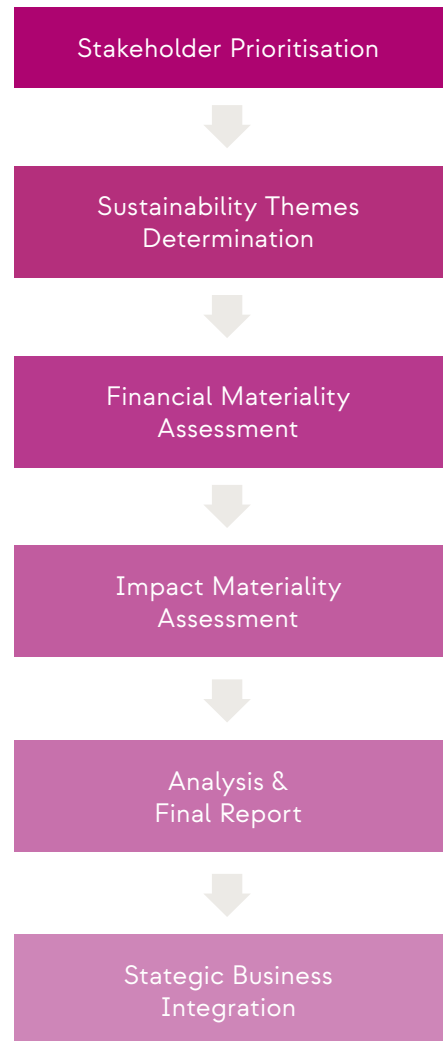 Stakeholder Prioritisation
Sustainability Themes
Determination
Financial Materiality
Assessment
Impact Materiality
Assessment
Analysis &
Final Report
Stategic Business
Integration